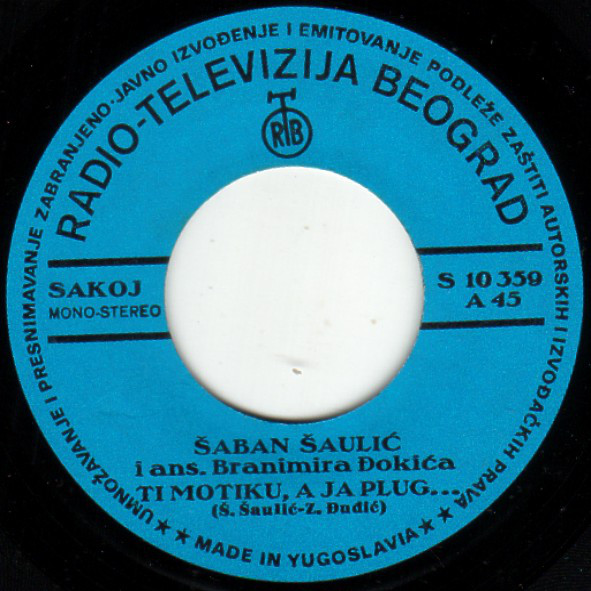 UMNOŽAVANJE I PRESNIMAVANJE ZABRANJENO·JAVNO IZVOĐENJE I EMITOVANJE PODLEŽE ZAŠTITI AUTORSKIH I IZVOĐAČKIH PRAVA
RADIO-TELEVIZIJA BEOGRAD
RTB
SAKOJ
MONO-STEREO
S 10 359
A 45
ŠABAN ŠAULIĆ
i ans. Branimira Đokića
TI MOTIKU, A JA PLUG...
(Š. Šaulić-Z. Đuđić)
★★★ MADE IN YUGOSLAVIA ★★★